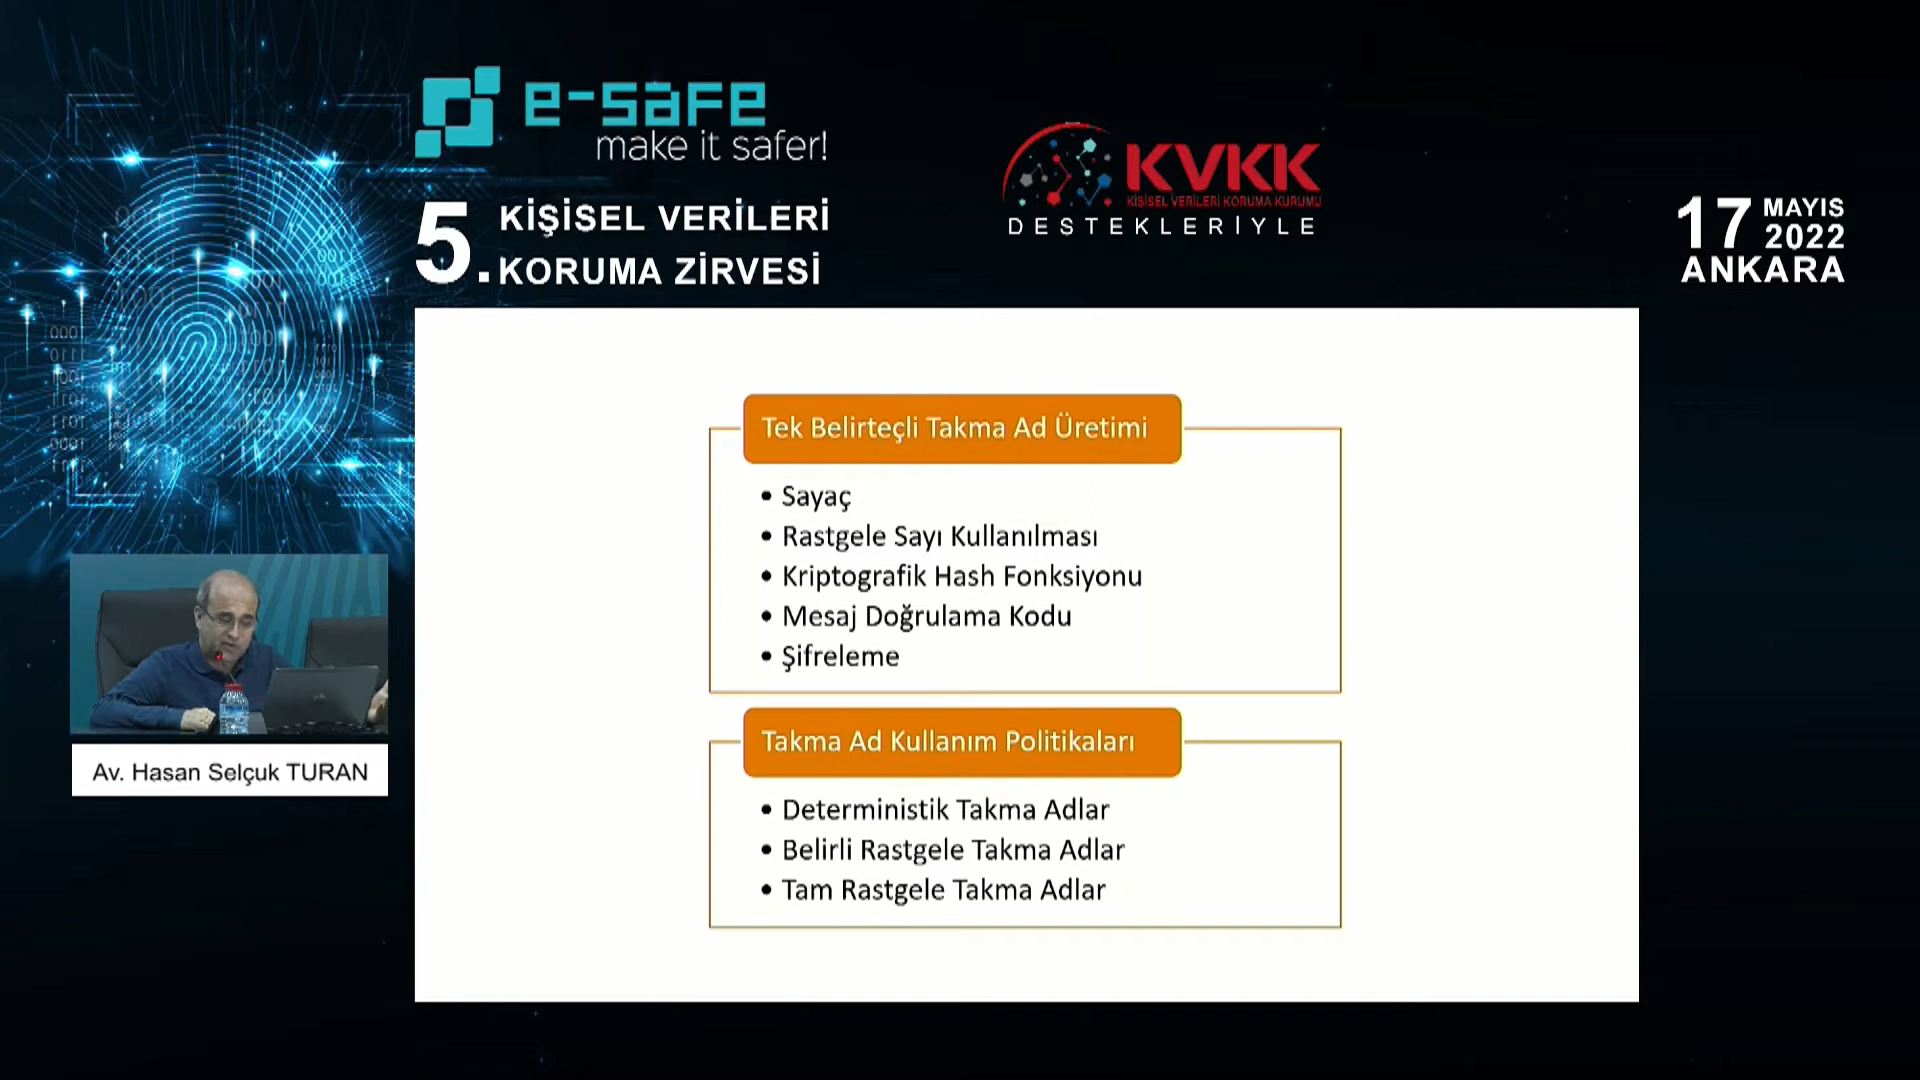 e-safe
make it safer!
5. KİŞİSEL VERİLERİ
KORUMA ZİRVESİ
KVKK
KİŞİSEL VERİLERİ KORUMA KURUMU
DESTEKLERİYLE
17 MAYIS
2022
ANKARA
Tek Belirteçli Takma Ad Üretimi
• Sayaç
• Rastgele Sayı Kullanılması
• Kriptografik Hash Fonksiyonu
• Mesaj Doğrulama Kodu
• Şifreleme
Takma Ad Kullanım Politikaları
• Deterministik Takma Adlar
• Belirli Rastgele Takma Adlar
• Tam Rastgele Takma Adlar
Av. Hasan Selçuk TURAN